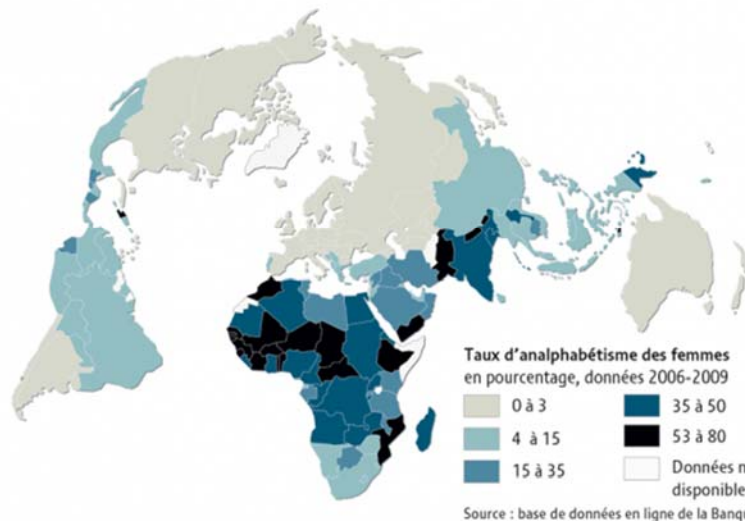 Taux d'analphabétisme des femmes
en pourcentage, données 2006-2009
0 à 3
35 à 50
4 à 15
53 à 80
15 à 35
Données n
disponible
Source : base de données en ligne de la Banq